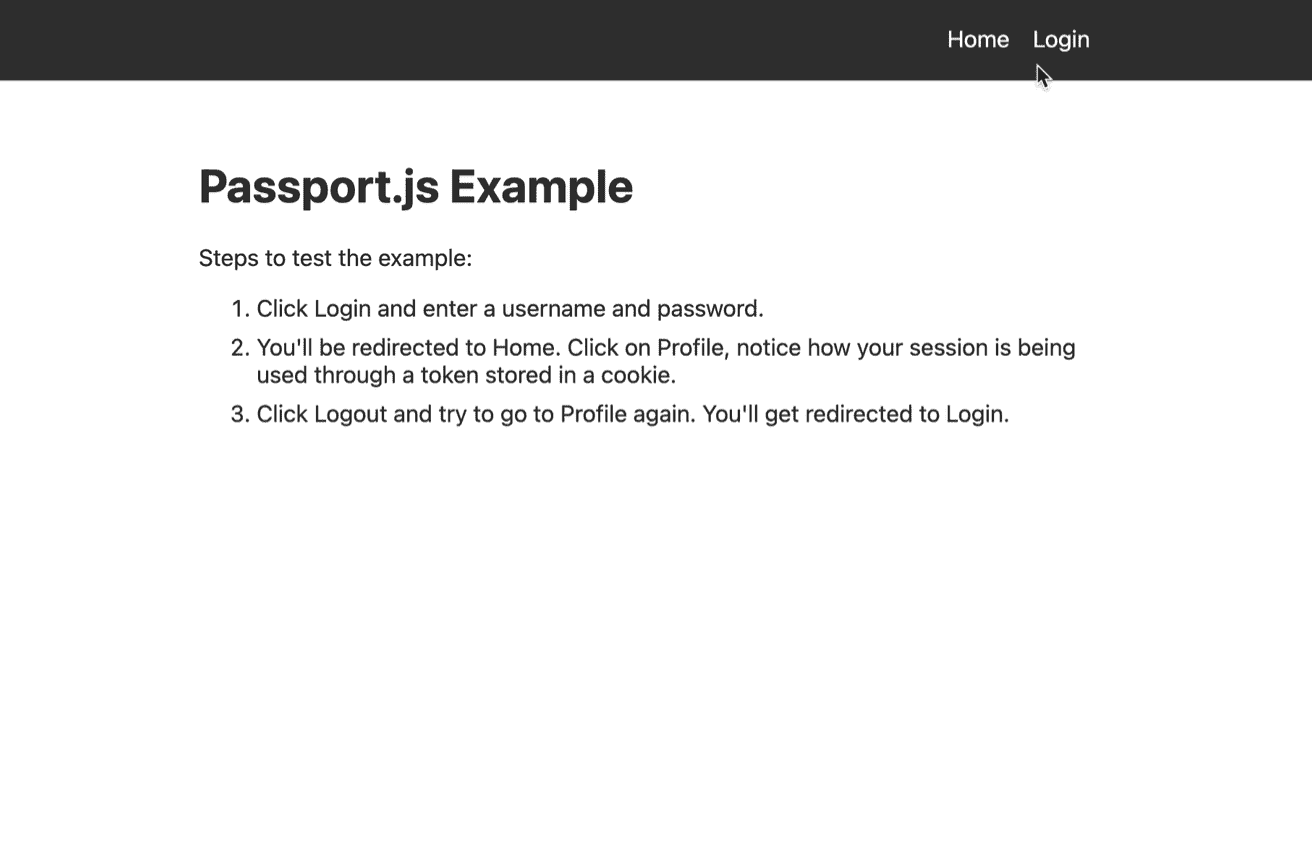 Home Login
Passport.js Example
Steps to test the example:
1. Click Login and enter a username and password.
2. You'll be redirected to Home. Click on Profile, notice how your session is being
used through a token stored in a cookie.
3. Click Logout and try to go to Profile again. You'll get redirected to Login.